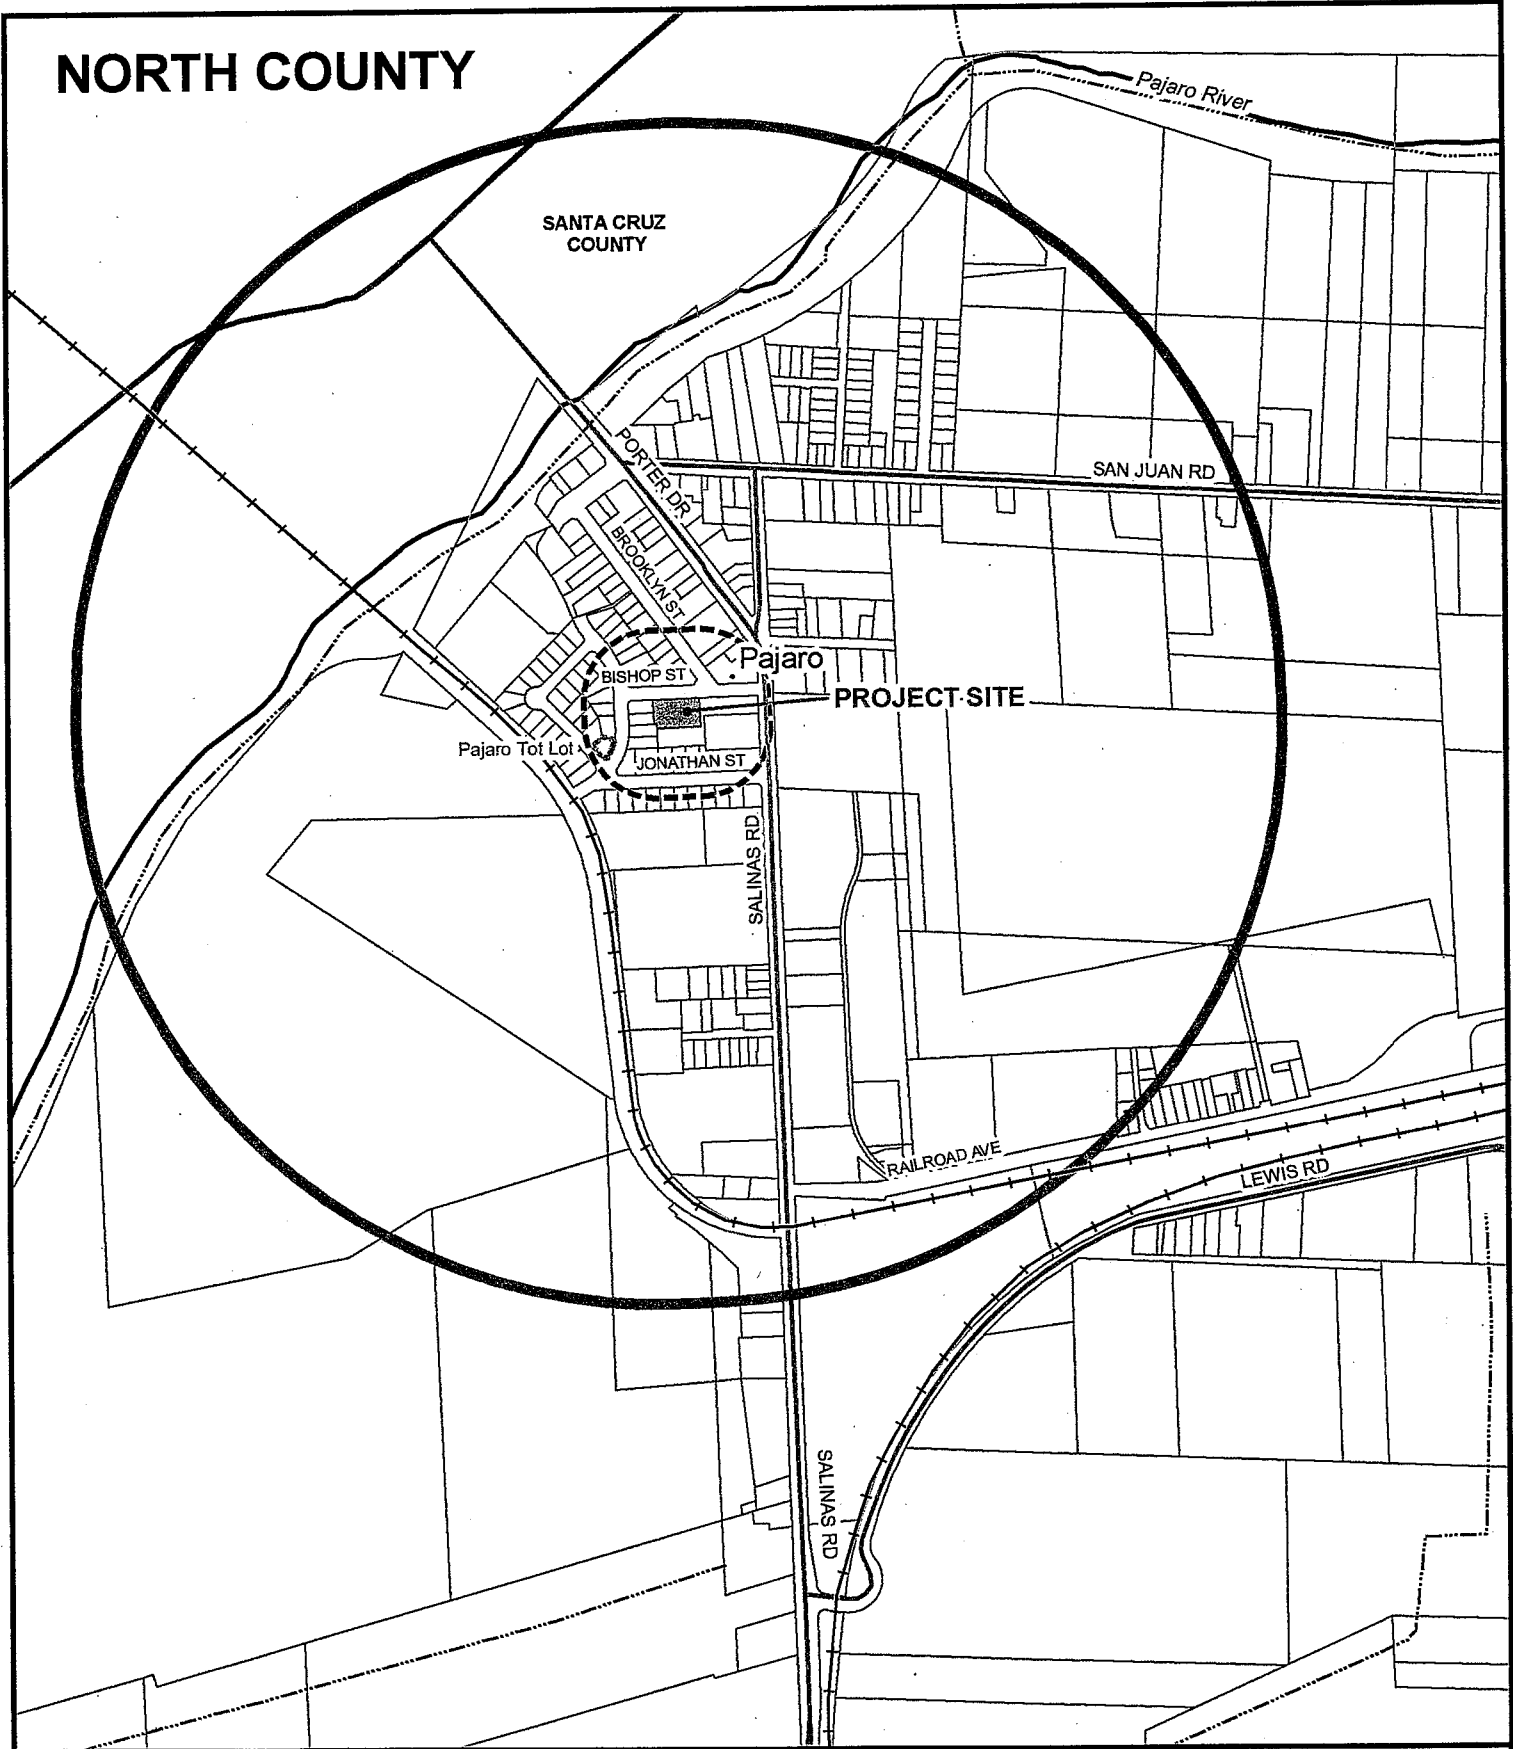 NORTH COUNTY
Pajaro River
SANTA CRUZ
COUNTY
PORTER DR
SAN JUAN RD
BROOKLYN ST
Pajaro
BISHOP ST
PROJECT SITE
Pajaro Tot Lot
JONATHAN ST
SALINAS RD
RAILROAD AVE
LEWIS RD
SALINAS RD